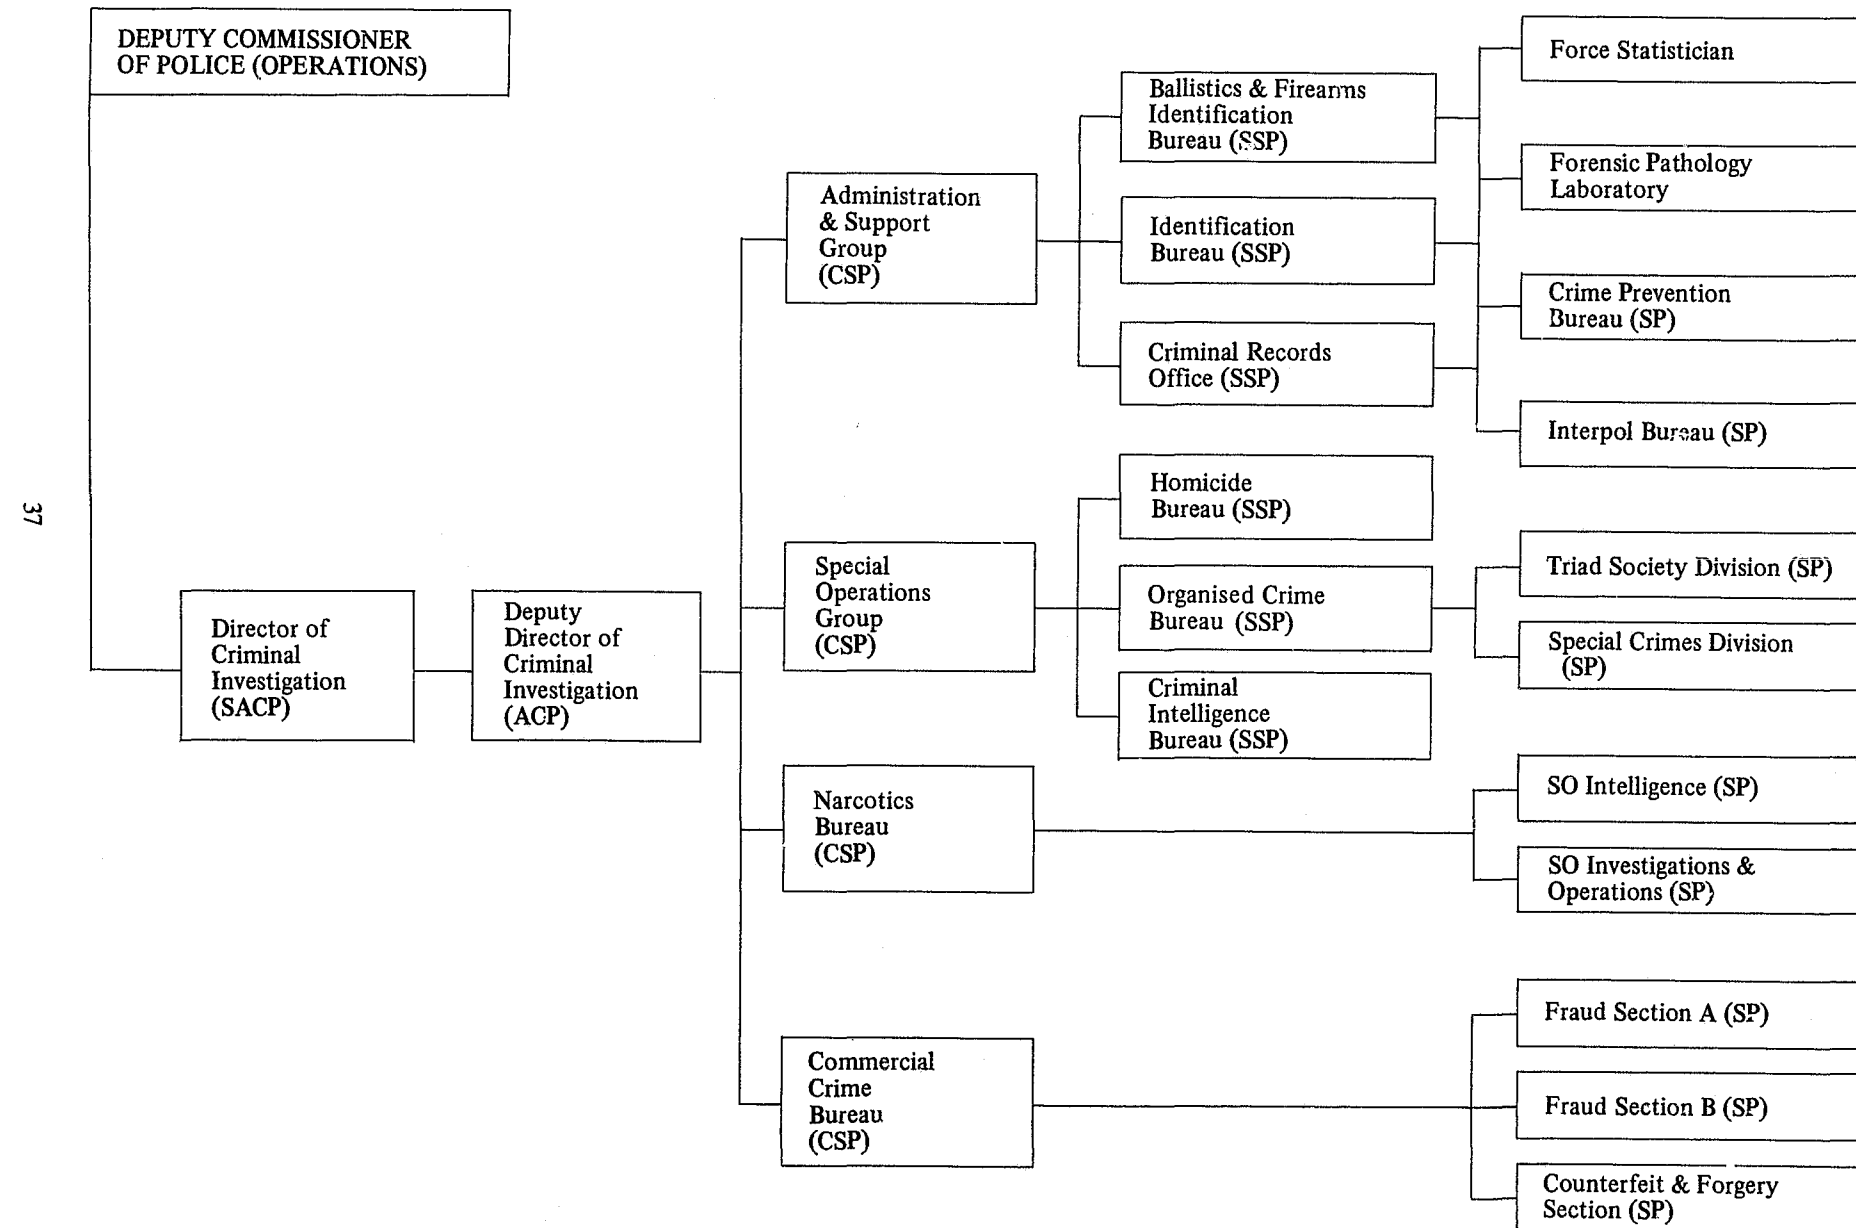 DEPUTY COMMISSIONER
OF POLICE (OPERATIONS)
Director of
Criminal
Investigation
(SACP)
Deputy
Director of
Criminal
Investigation
(ACP)
Administration
& Support
Group
(CSP)
Special
Operations
Group
(CSP)
Narcotics
Bureau
(CSP)
Commercial
Crime
Bureau
(CSP)
Ballistics & Firearms
Identification
Bureau (SSP)
Identification
Bureau (SSP)
Criminal Records
Office (SSP)
Homicide
Bureau (SSP)
Organised Crime
Bureau (SSP)
Criminal
Intelligence
Bureau (SSP)
Force Statistician
Forensic Pathology
Laboratory
Crime Prevention
Bureau (SP)
Interpol Bureau (SP)
Triad Society Division (SP)
Special Crimes Division
(SP)
SO Intelligence (SP)
SO Investigations &
Operations (SP)
Fraud Section A (SP)
Fraud Section B (SP)
Counterfeit & Forgery
Section (SP)
37